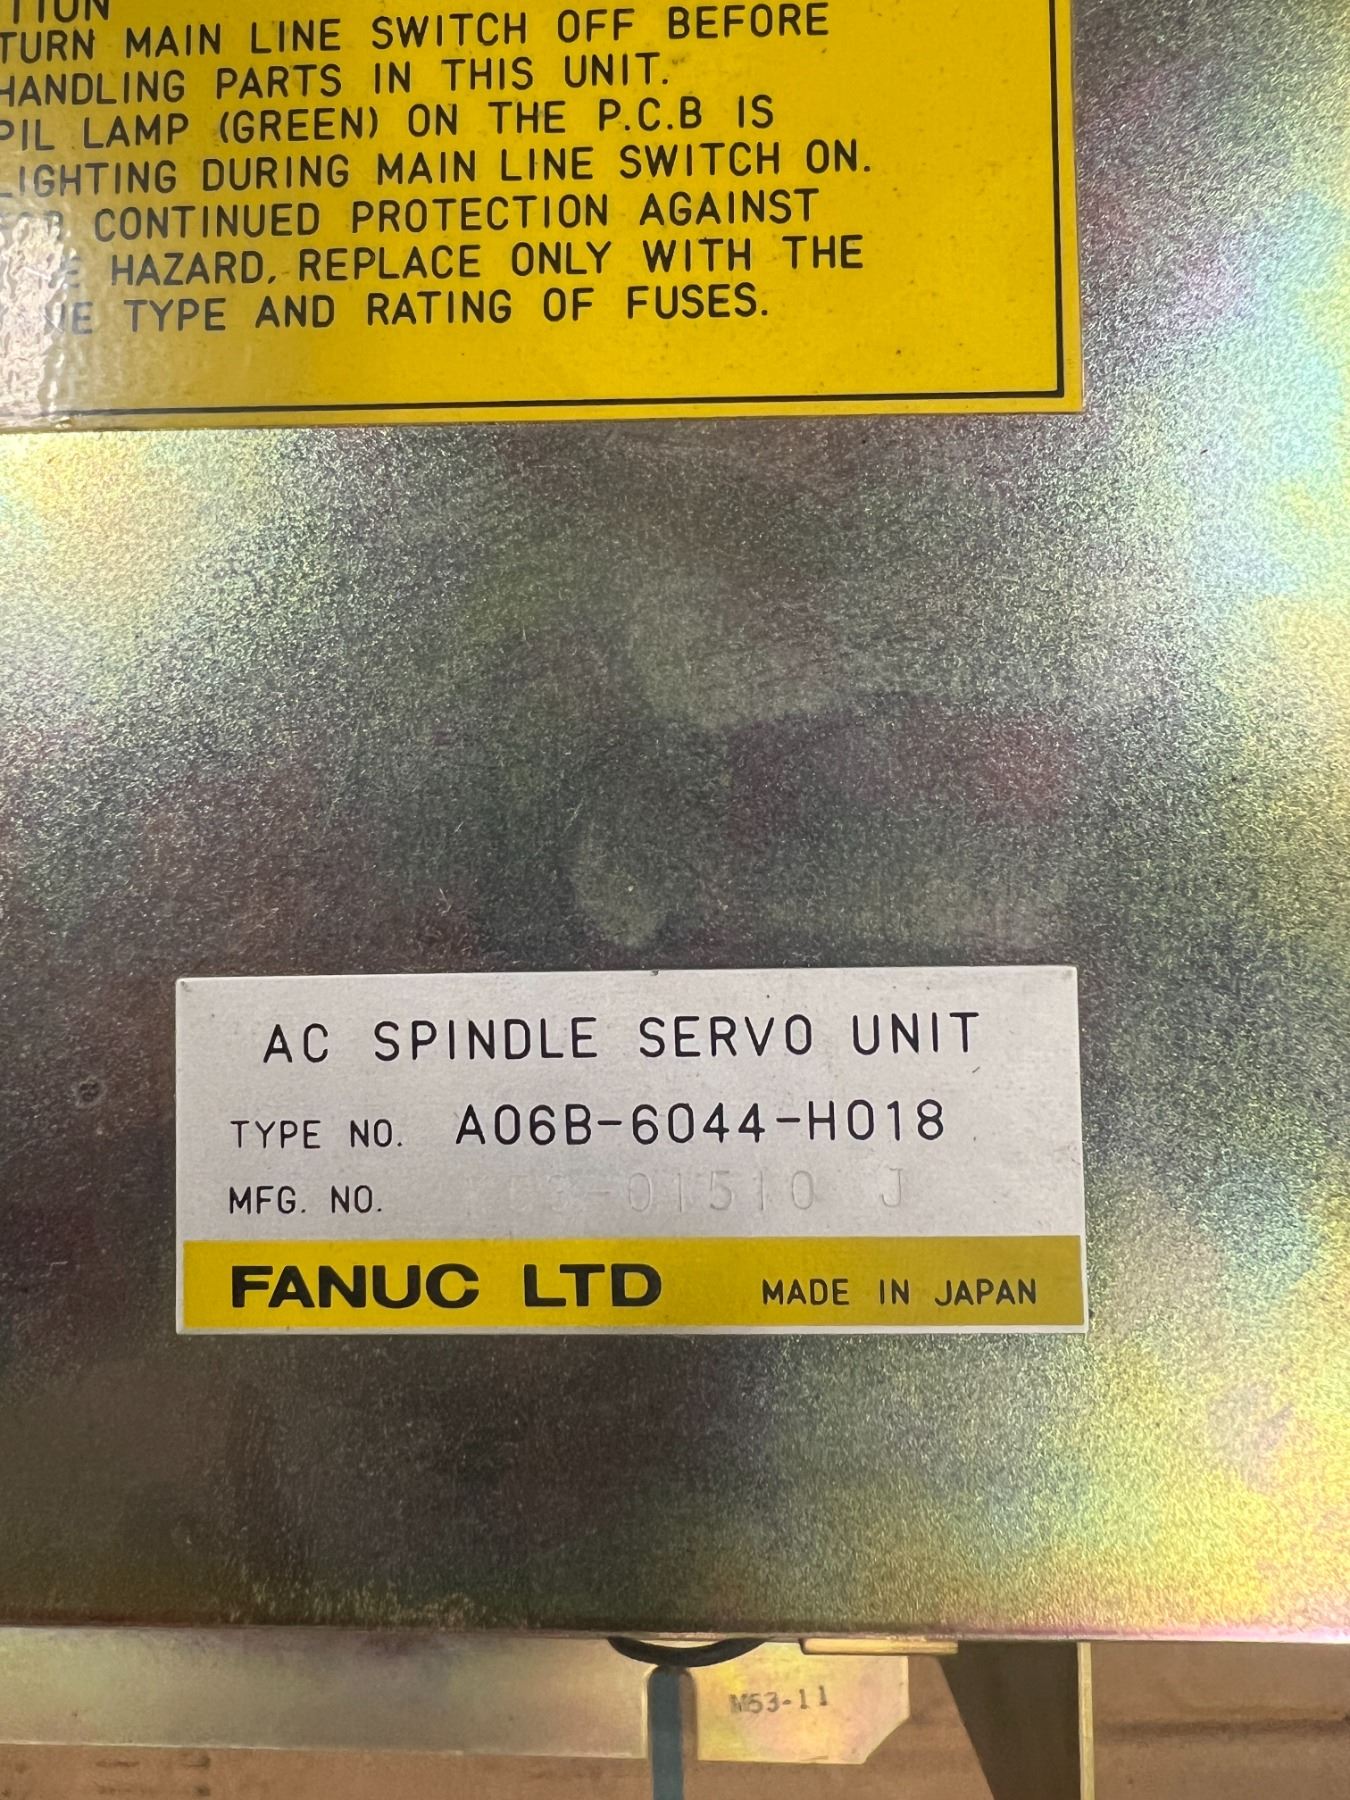 TION
TURN MAIN LINE SWITCH OFF BEFORE
HANDLING PARTS IN THIS UNIT.
PIL LAMP (GREEN) ON THE P.C.B IS
LIGHTING DURING MAIN LINE SWITCH ON.
CONTINUED PROTECTION AGAINST
HAZARD, REPLACE ONLY WITH THE
TYPE AND RATING OF FUSES.
AC SPINDLE SERVO UNIT
TYPE NO. A06B-6044-H018
MFG. NO. J
FANUC LTD MADE IN JAPAN
M53-11